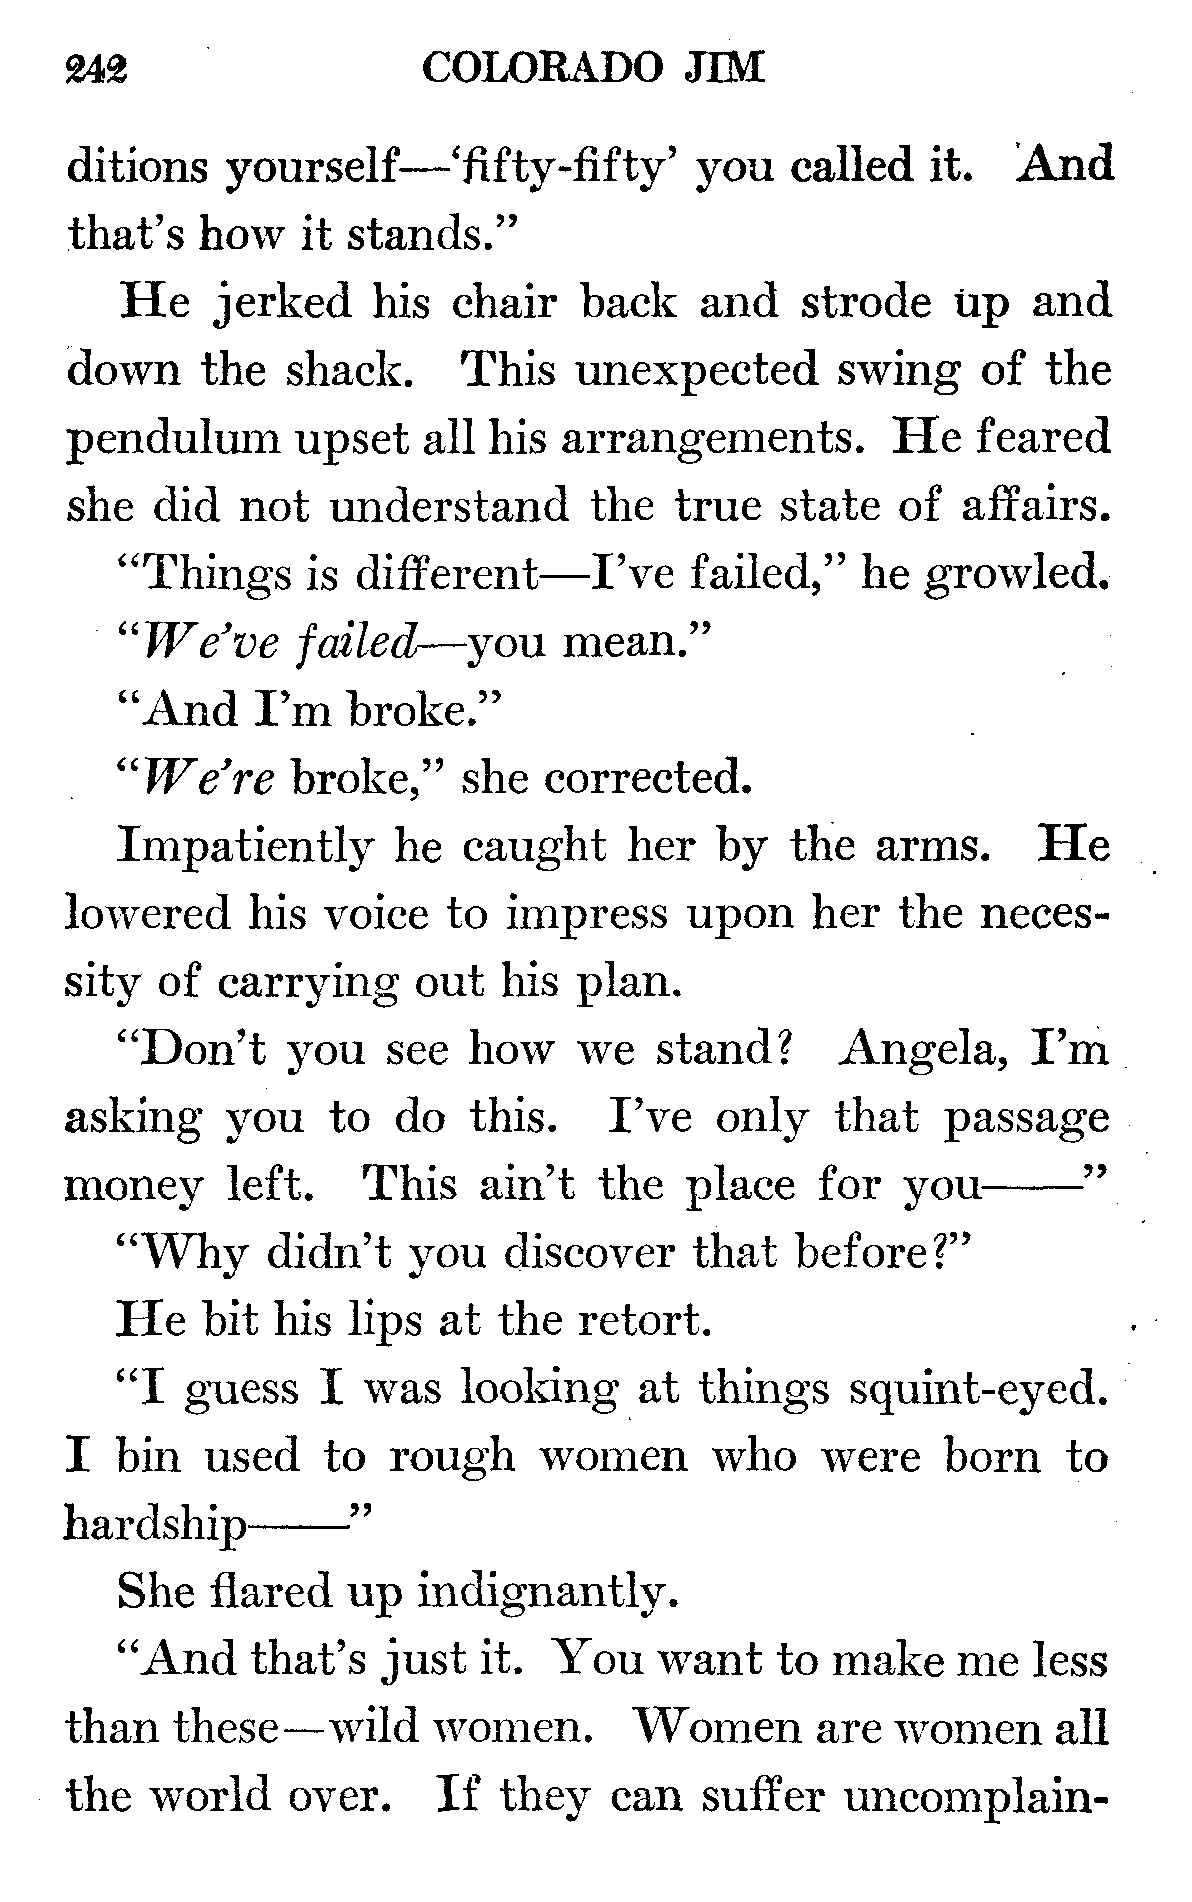 242 COLORADO JIM
ditions yourself—‘fifty-fifty’ you called it. And
that’s how it stands.”
He jerked his chair back and strode up and
down the shack. This unexpected swing of the
pendulum upset all his arrangements. He feared
she did not understand the true state of affairs.
“Things is different—I’ve failed,” he growled.
“We’ve failed—you mean.”
“And I’m broke.”
“We’re broke,” she corrected.
Impatiently he caught her by the arms. He
lowered his voice to impress upon her the neces-
sity of carrying out his plan.
“Don’t you see how we stand? Angela, I’m
asking you to do this. I’ve only that passage
money left. This ain’t the place for you——”
“Why didn’t you discover that before?”
He bit his lips at the retort.
“I guess I was looking at things squint-eyed.
I bin used to rough women who were born to
hardship——”
She flared up indignantly.
“And that’s just it. You want to make me less
than these—wild women. Women are women all
the world over. If they can suffer uncomplain-